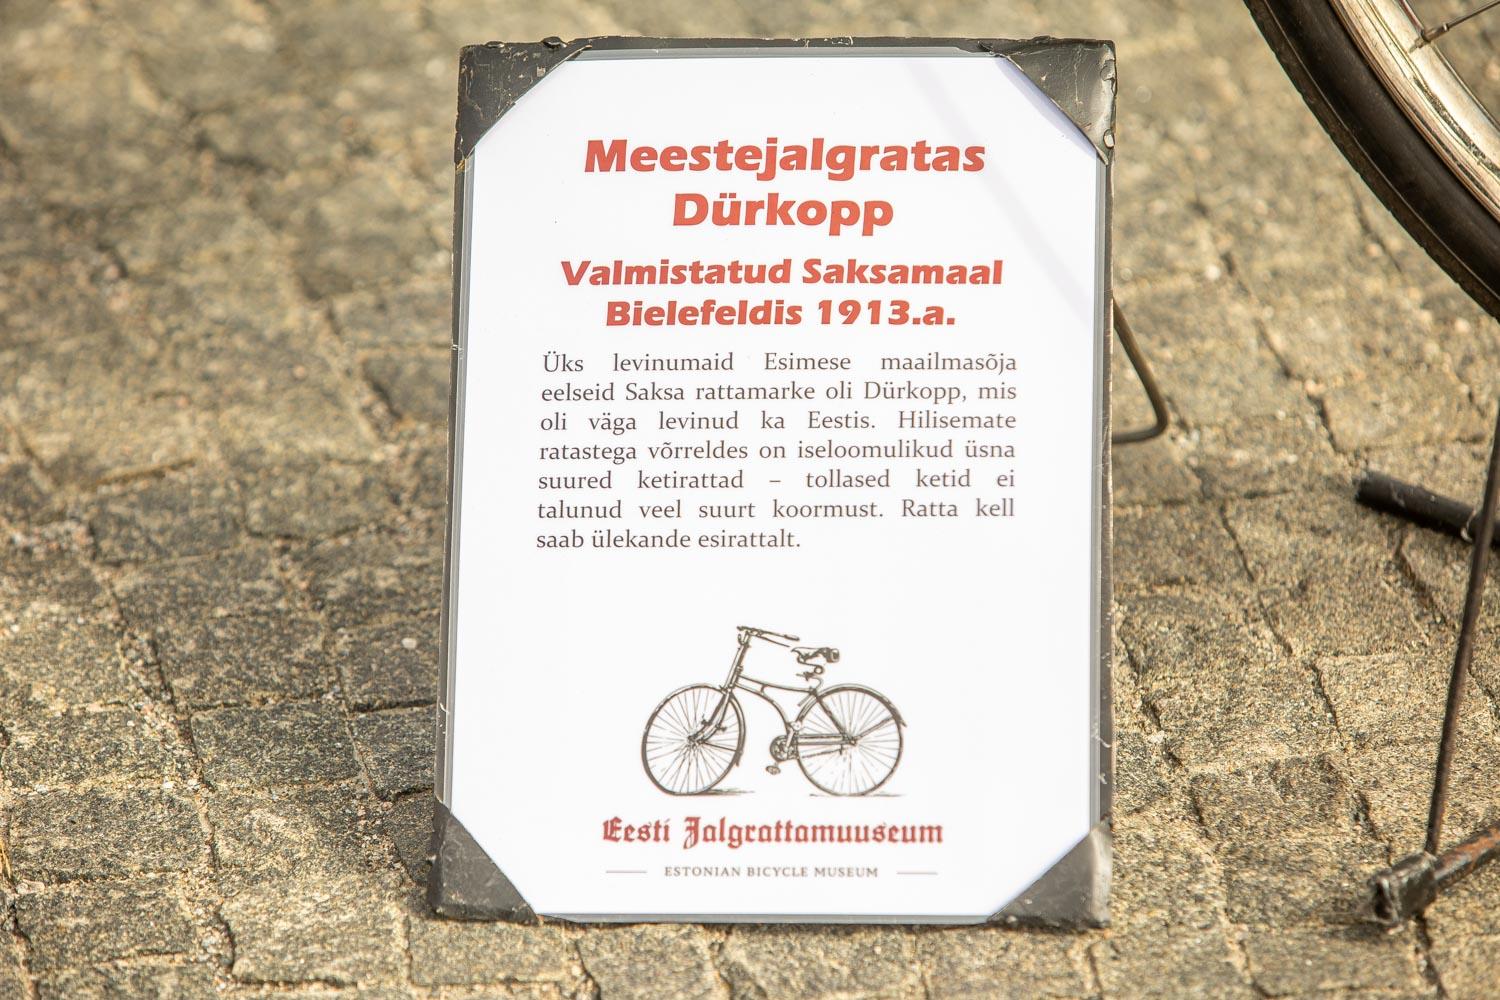 Meestejalgratas
Dürkopp
Valmistatud Saksamaal
Bielefeldis 1913.a.
Üks levinumaid Esimese maailmasõja
eelseid Saksa rattamarke oli Dürkopp, mis
oli väga levinud ka Eestis. Hilisemate
ratastega võrreldes on iseloomulikud üsna
suured ketirattad – tollased ketid ei
talunud veel suurt koormust. Ratta kell
saab ülekande esirattalt.
Eesti Jalgrattamuuseum
ESTONIAN BICYCLE MUSEUM